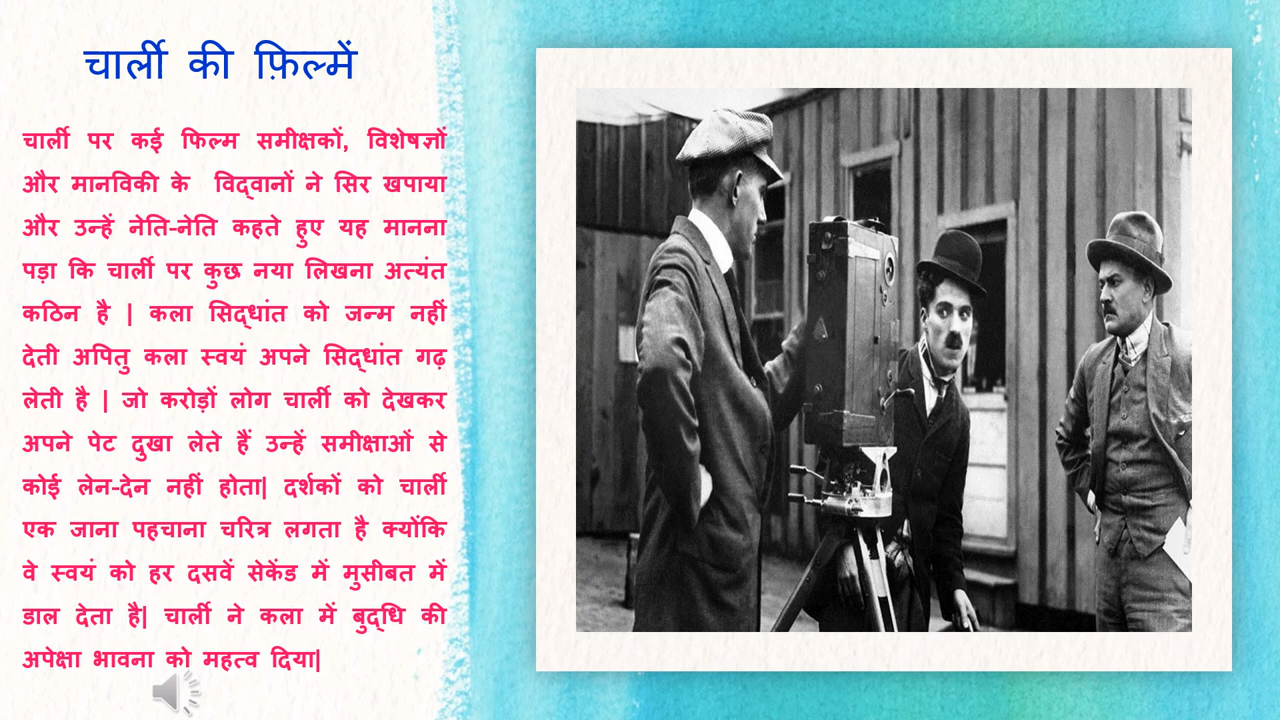 चार्ली की फ़िल्में
चार्ली पर कई फिल्म समीक्षकों, विशेषज्ञों
और मानविकी के विद्वानों ने सिर खपाया
और उन्हें नेति-नेति कहते हुए यह मानना
पड़ा कि चार्ली पर कुछ नया लिखना अत्यंत
कठिन है | कला सिद्धांत को जन्म नहीं
देती अपितु कला स्वयं अपने सिद्धांत गढ़
लेती है | जो करोड़ों लोग चार्ली को देखकर
अपने पेट दुखा लेते हैं उन्हें समीक्षाओं से
कोई लेन-देन नहीं होता| दर्शकों को चार्ली
एक जाना पहचाना चरित्र लगता है क्योंकि
वे स्वयं को हर दसवें सेकेंड में मुसीबत में
डाल देता है| चार्ली ने कला में बुद्धि की
अपेक्षा भावना को महत्व दिया|